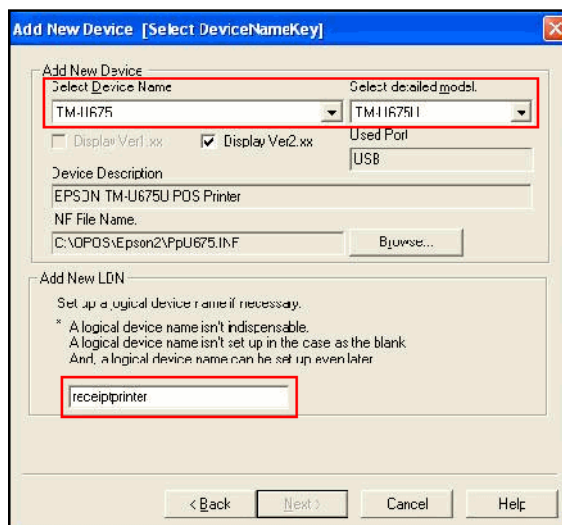 Add New Device [Select DeviceNameKey]
Add New Device
Select Device Name Select detailed model.
TM-U675 TM-U675U
Display Ver1.xx Display Ver2.xx Used Port
USB
Device Description
EPSON TM-U675U POS Printer
INF File Name.
C:\OPOS\Epson2\PpU675.INF Browse...
Add New LDN
Set up a logical device name if necessary.
* A logical device name isn't indispensable.
A logical device name isn't set up in the case as the blank
And, a logical device name can be set up even later
receiptprinter
< Back Next > Cancel Help